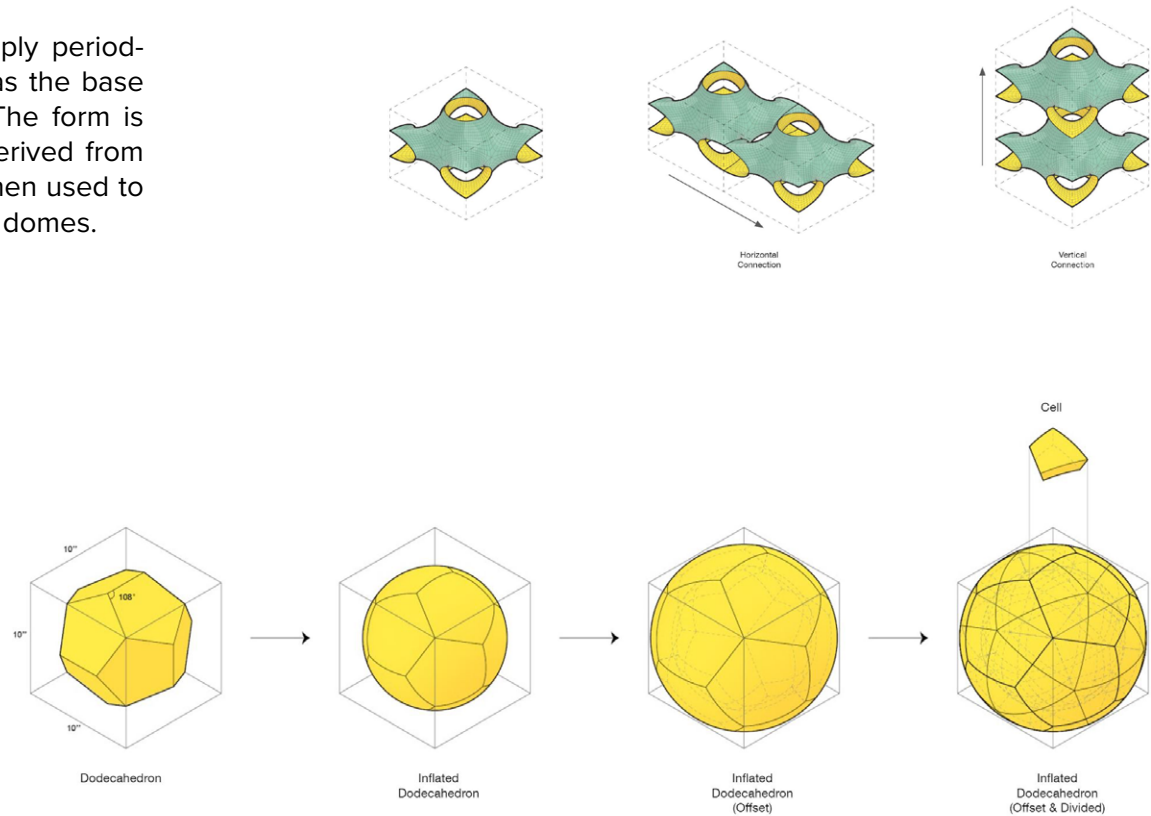 ply period-
as the base
The form is
erived from
hen used to
domes.
Horizontal
Connection
Vertical
Connection
Cell
10"
108°
10"
10"
Dodecahedron
Inflated
Dodecahedron
Inflated
Dodecahedron
(Offset)
Inflated
Dodecahedron
(Offset & Divided)